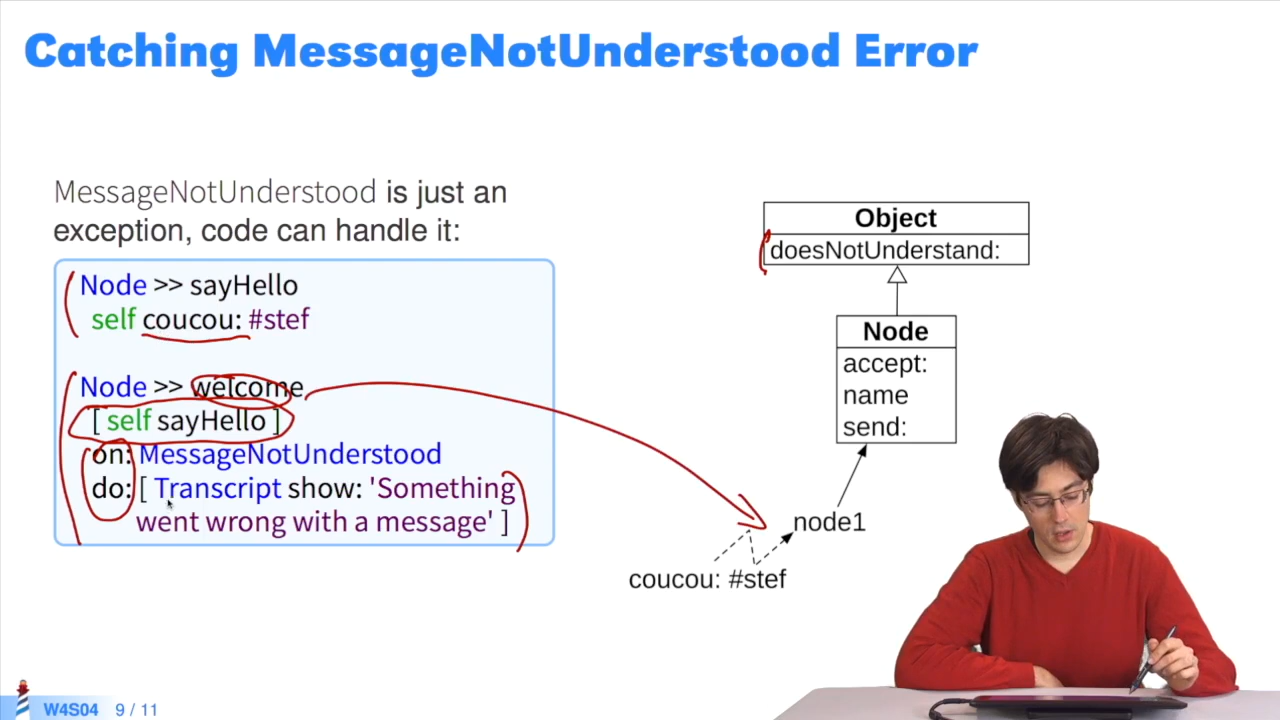 Catching MessageNotUnderstood Error
MessageNotUnderstood is just an
exception, code can handle it:
Node >> sayHello
self coucou: #stef
Node >> welcome
[ self sayHello ]
on: MessageNotUnderstood
do: [ Transcript show: 'Something
went wrong with a message' ]
Object
doesNotUnderstand:
Node
accept:
name
send:
node1
coucou: #stef
W4S04 9 / 11